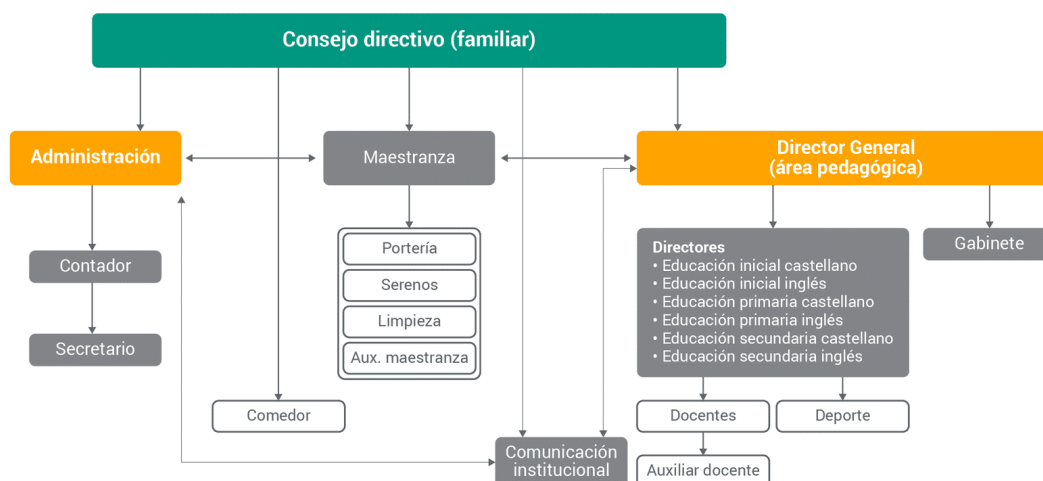 Consejo directivo (familiar)
Administración
Maestranza
Director General
(área pedagógica)
Contador
Secretario
Portería
Serenos
Limpieza
Aux. maestranza
Comedor
Comunicación
institucional
Directores
• Educación inicial castellano
• Educación inicial inglés
• Educación primaria castellano
• Educación primaria inglés
• Educación secundaria castellano
• Educación secundaria inglés
Gabinete
Docentes
Deporte
Auxiliar docente